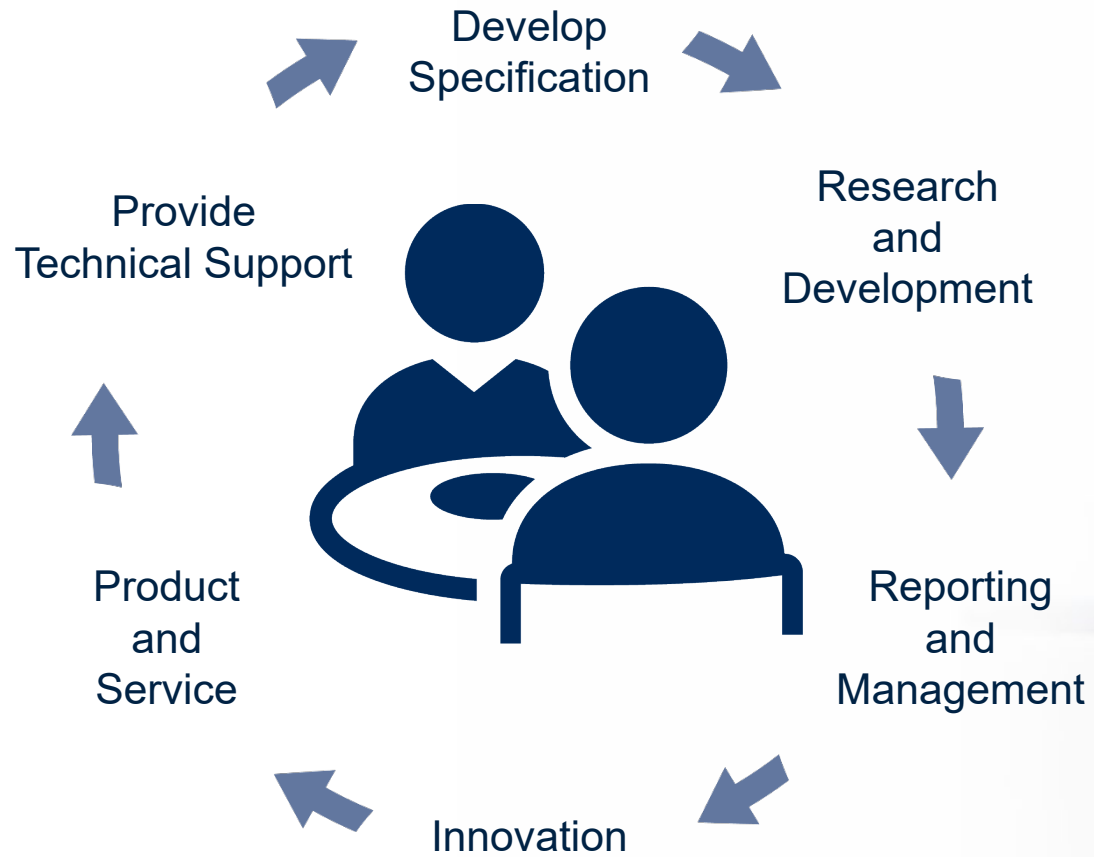 Develop
Specification
Research
and
Development
Reporting
and
Management
Innovation
Product
and
Service
Provide
Technical Support